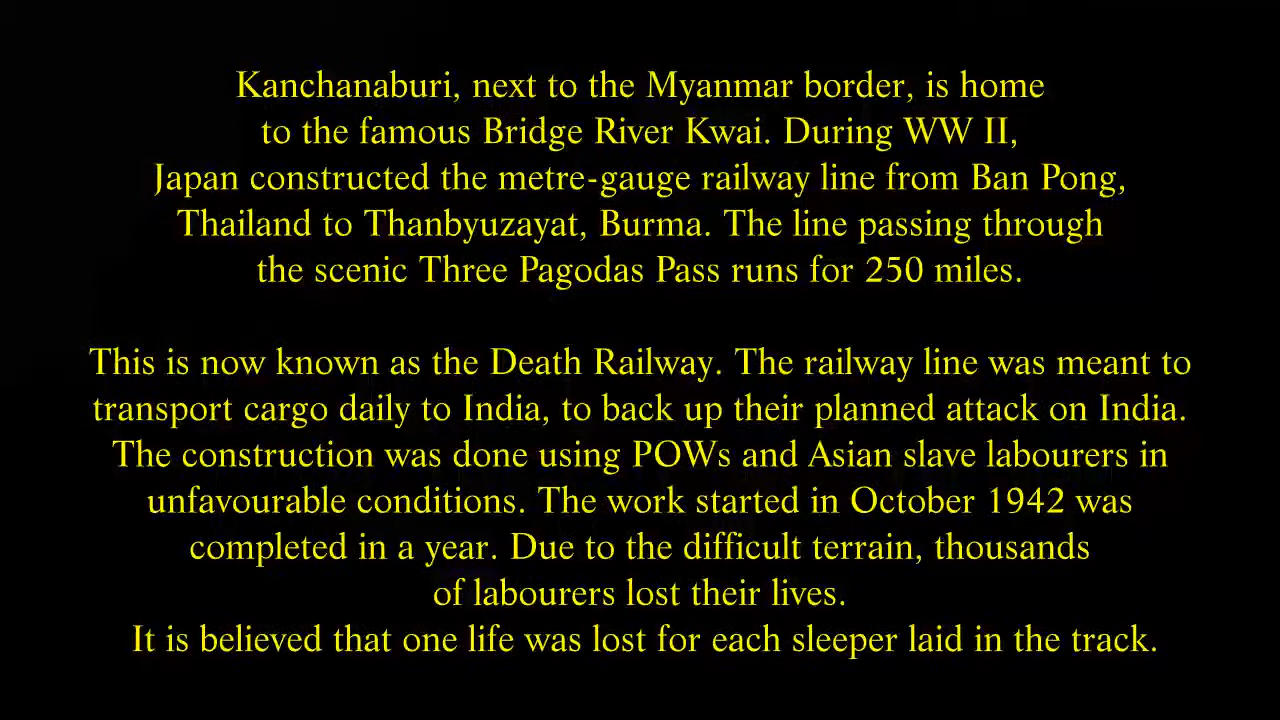 Kanchanaburi, next to the Myanmar border, is home
to the famous Bridge River Kwai. During WW II,
Japan constructed the metre-gauge railway line from Ban Pong,
Thailand to Thanbyuzayat, Burma. The line passing through
the scenic Three Pagodas Pass runs for 250 miles.
This is now known as the Death Railway. The railway line was meant to
transport cargo daily to India, to back up their planned attack on India.
The construction was done using POWs and Asian slave labourers in
unfavourable conditions. The work started in October 1942 was
completed in a year. Due to the difficult terrain, thousands
of labourers lost their lives.
It is believed that one life was lost for each sleeper laid in the track.